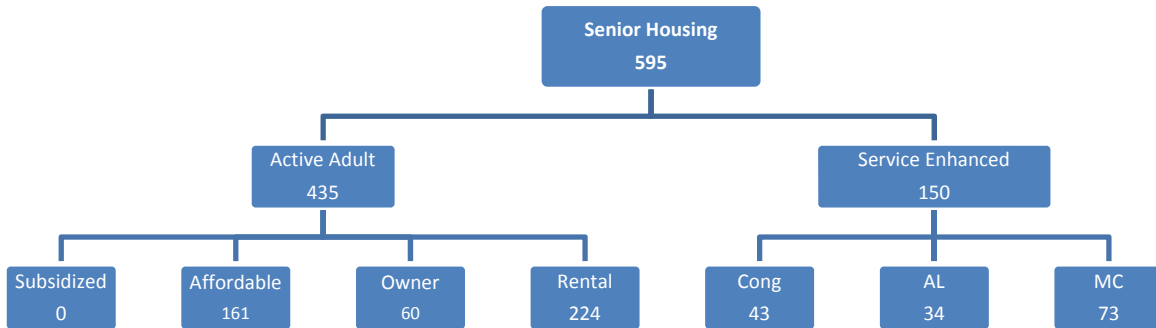 Senior Housing
595
Active Adult
435
Service Enhanced
150
Subsidized
0
Affordable
161
Owner
60
Rental
224
Cong
43
AL
34
MC
73